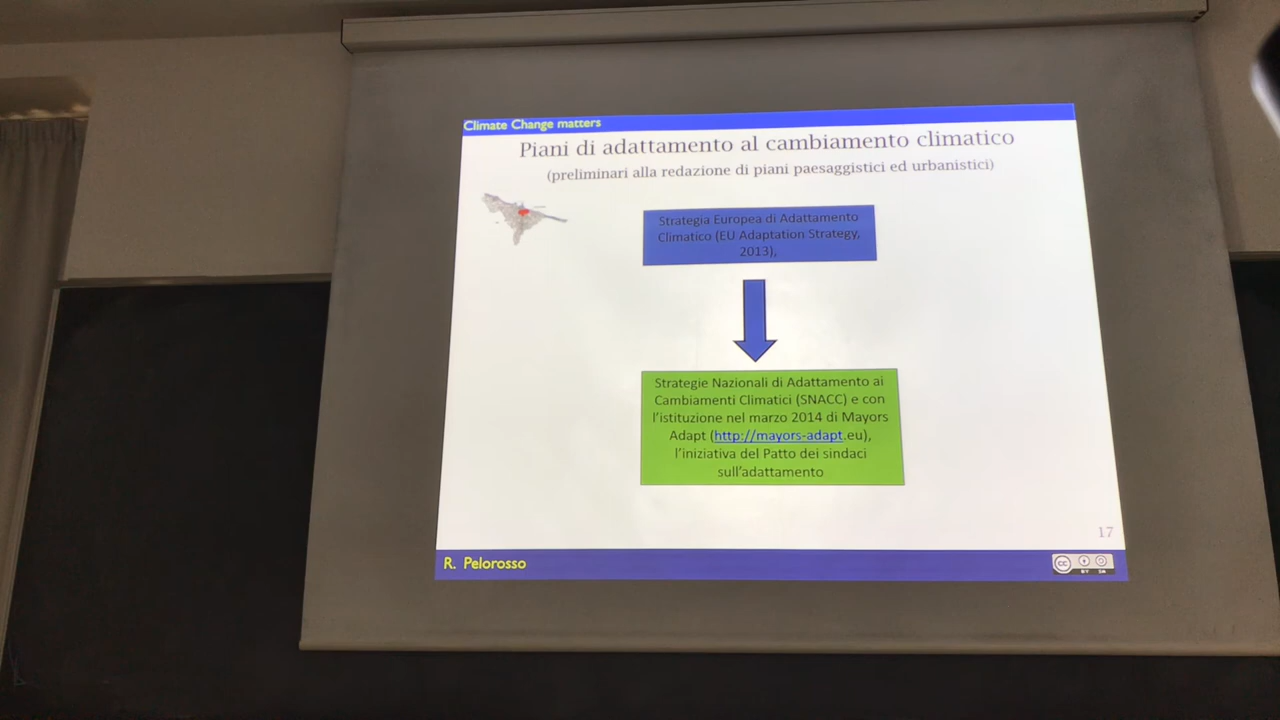 Climate Change matters
Piani di adattamento al cambiamento climatico
(preliminari alla redazione di piani paesaggistici ed urbanistici)
Strategia Europea di Adattamento
Climatico (EU Adaptation Strategy,
2013),
Strategie Nazionali di Adattamento ai
Cambiamenti Climatici (SNACC) e con
l'istituzione nel marzo 2014 di Mayors
Adapt (http://mayors-adapt.eu),
l'iniziativa del Patto dei sindaci
sull'adattamento
17
R. Pelorosso
cc
BY